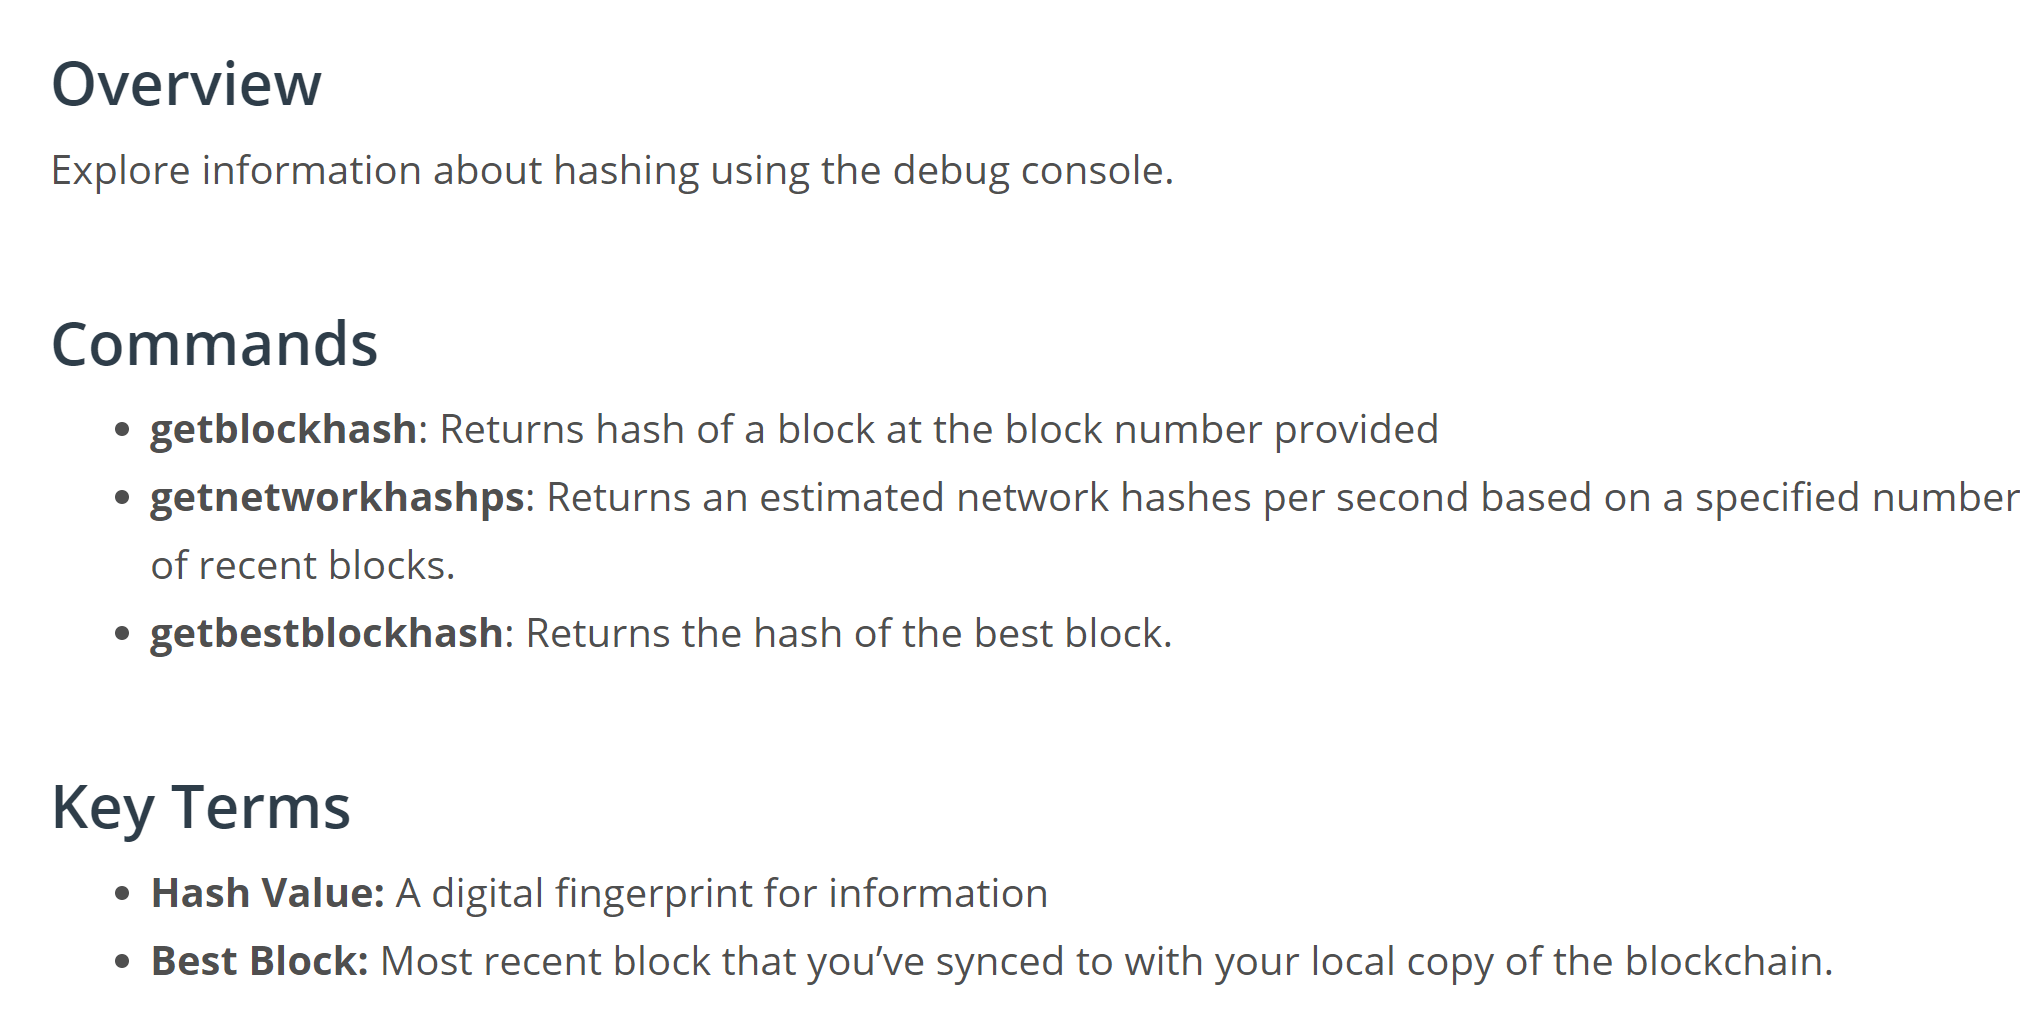 Overview
Explore information about hashing using the debug console.
Commands
• getblockhash: Returns hash of a block at the block number provided
• getnetworkhashps: Returns an estimated network hashes per second based on a specified number
of recent blocks.
• getbestblockhash: Returns the hash of the best block.
Key Terms
• Hash Value: A digital fingerprint for information
• Best Block: Most recent block that you’ve synced to with your local copy of the blockchain.